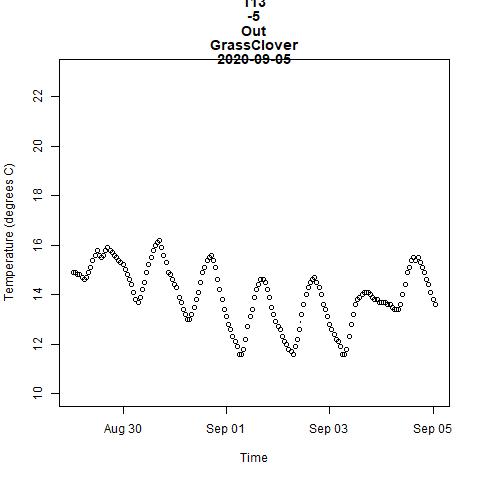 113
-5
Out
GrassClover
2020-09-05
Temperature (degrees C)
22
20
18
16
14
12
10
Aug 30
Sep 01
Sep 03
Sep 05
Time